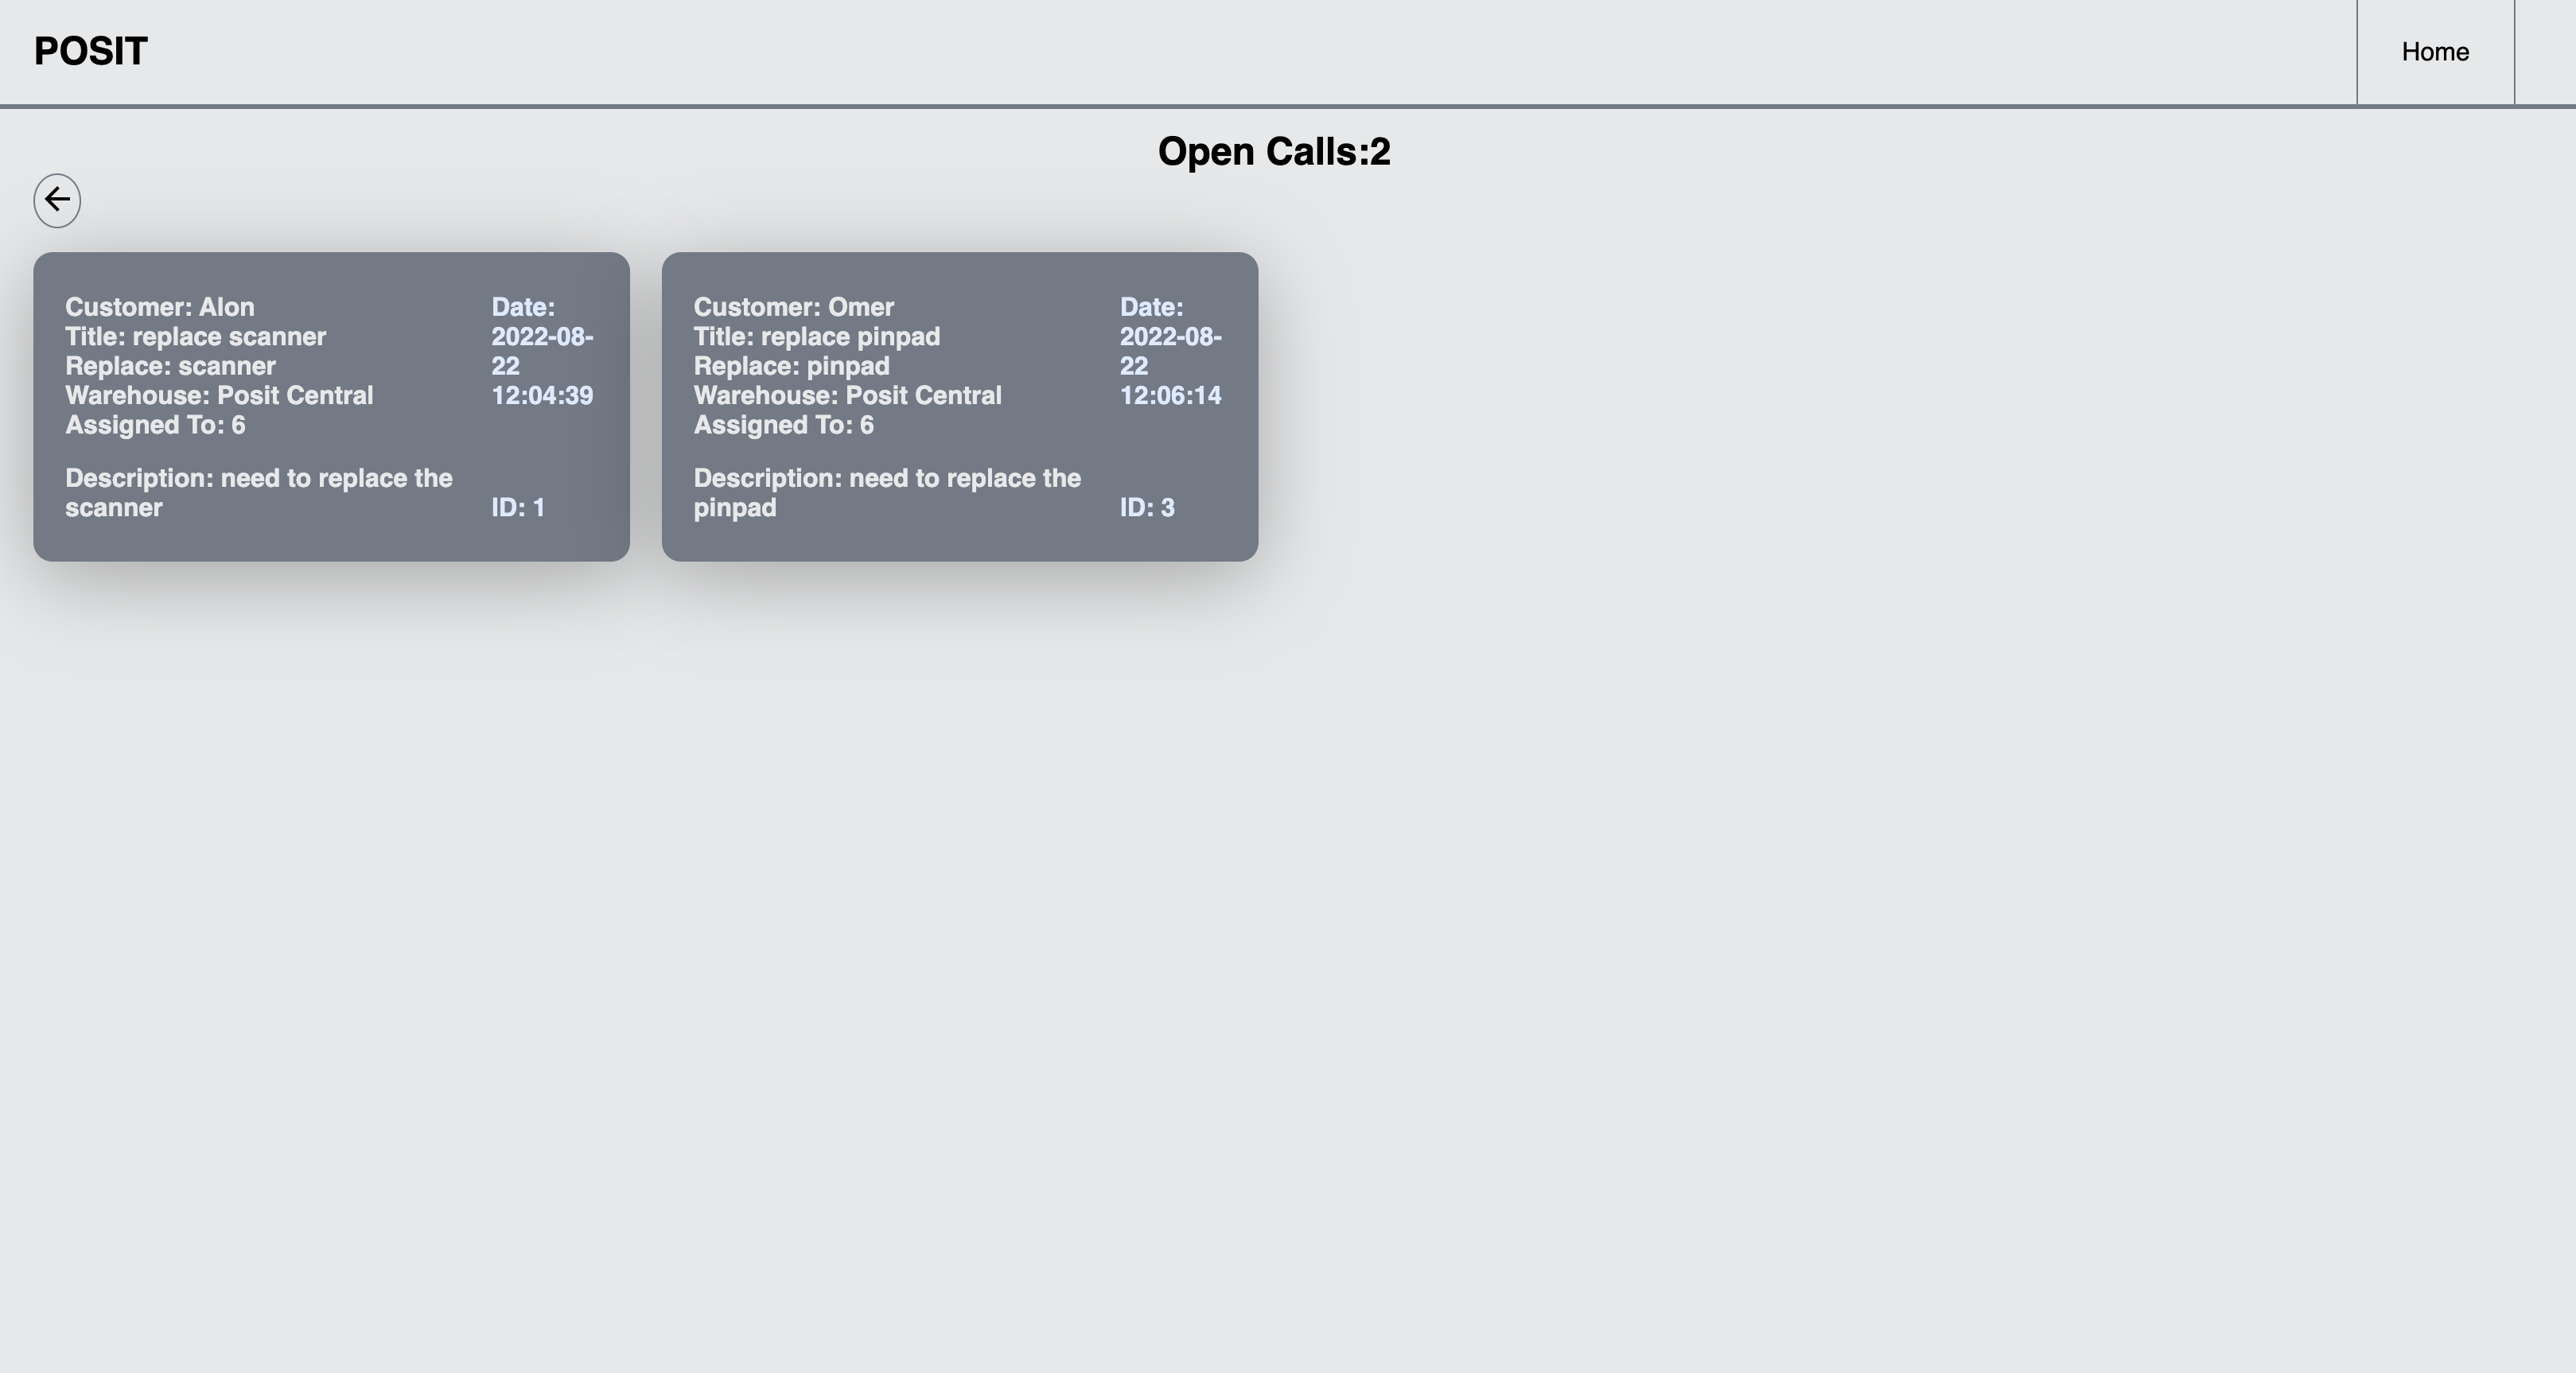 POSIT
Home
Open Calls:2
Customer: Alon
Title: replace scanner
Replace: scanner
Warehouse: Posit Central
Assigned To: 6
Description: need to replace the
scanner
Date:
2022-08-
22
12:04:39
ID: 1
Customer: Omer
Title: replace pinpad
Replace: pinpad
Warehouse: Posit Central
Assigned To: 6
Description: need to replace the
pinpad
Date:
2022-08-
22
12:06:14
ID: 3